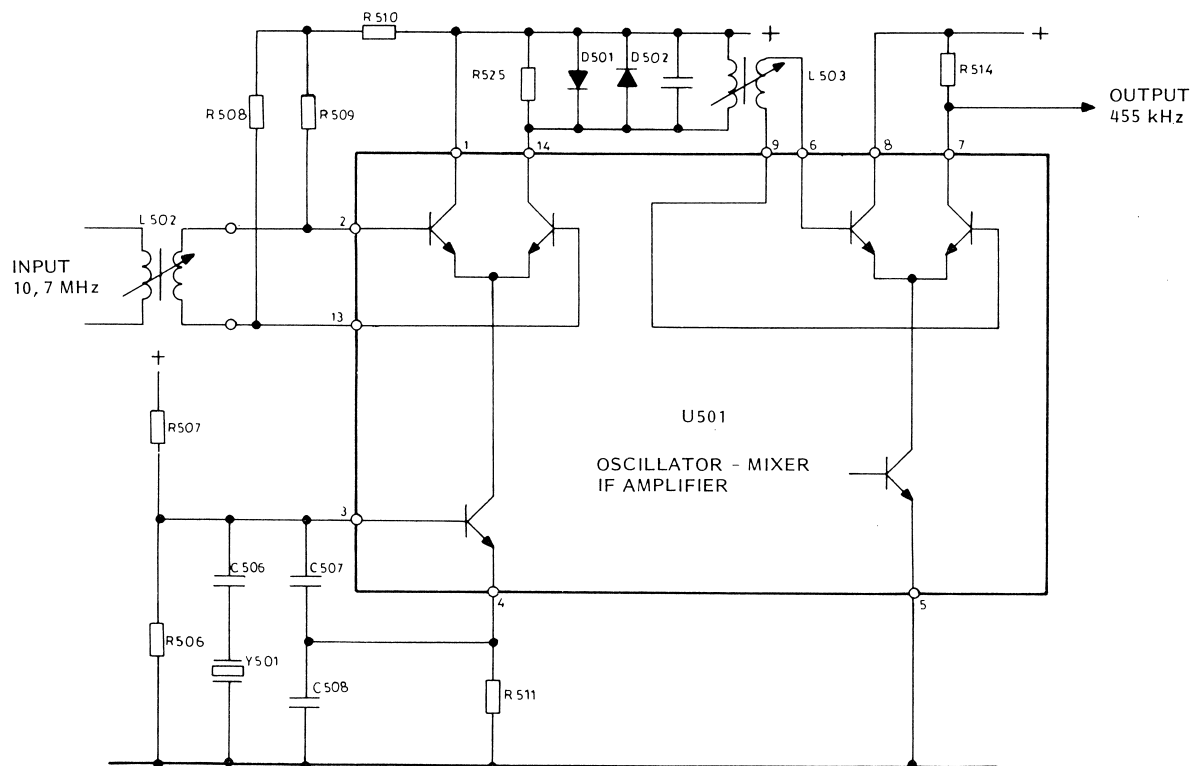 R510
+
+
D501
D502
R525
L503
R514
OUTPUT
455 kHz
R508
R509
1
14
9
6
8
7
L502
2
INPUT
10,7 MHz
13
+
R507
U501
OSCILLATOR - MIXER
IF AMPLIFIER
3
C506
C507
4
5
R506
Y501
C508
R511